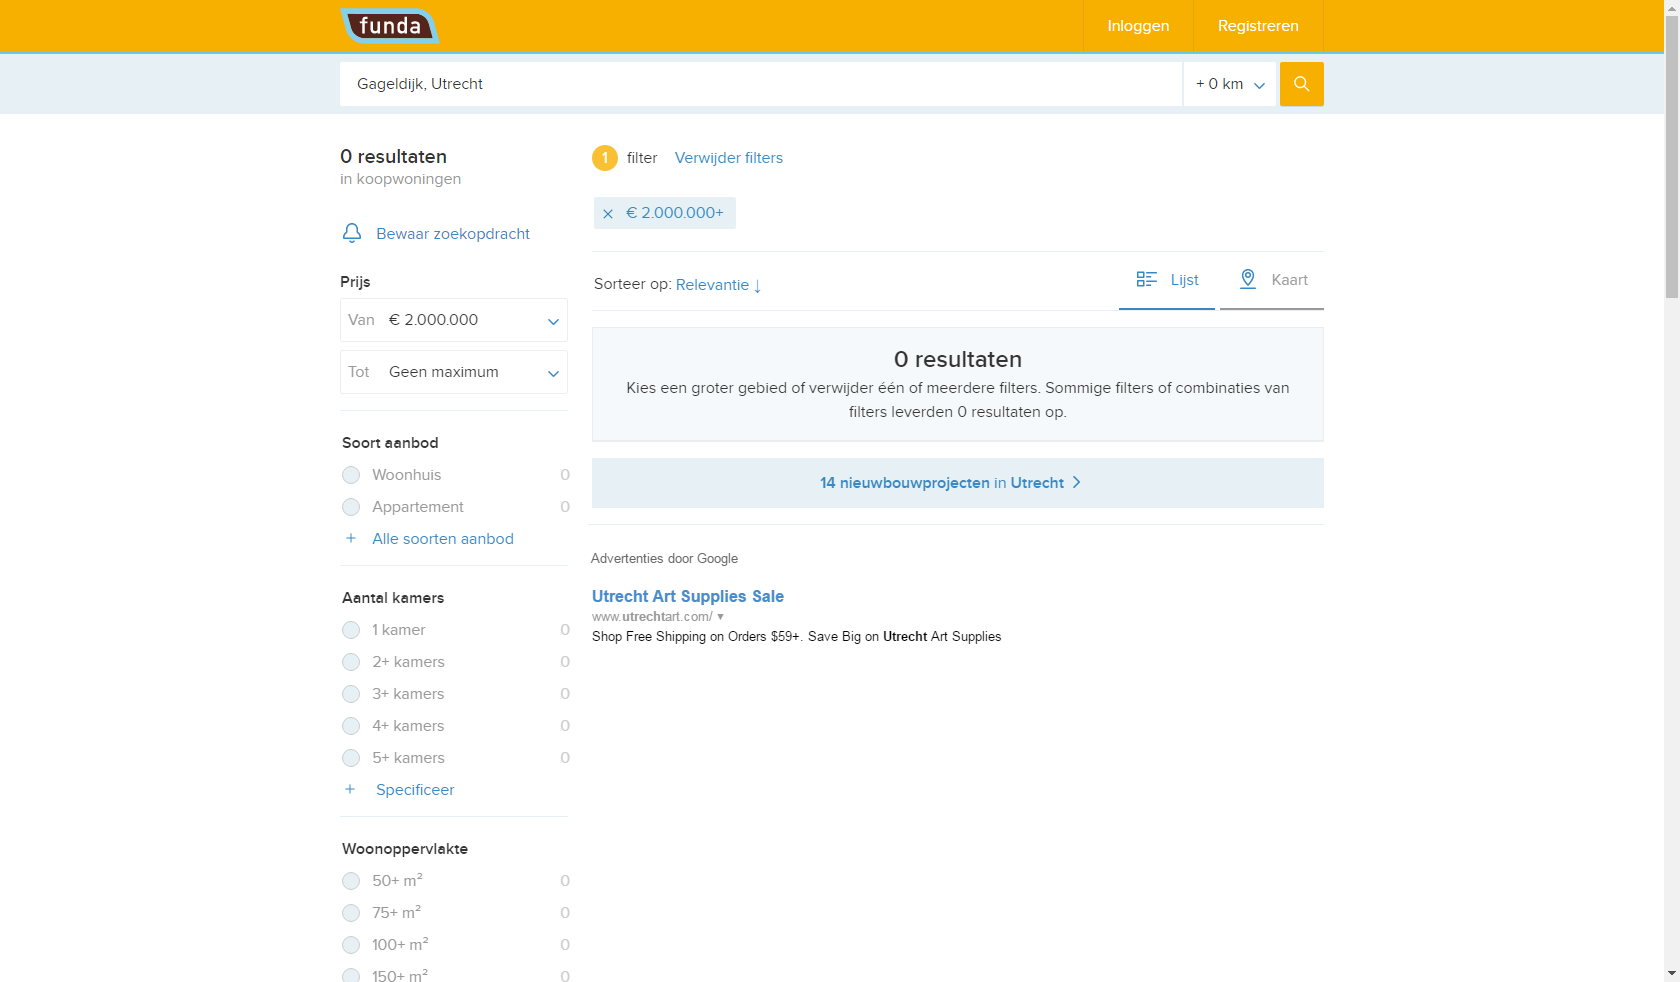 funda
Inloggen
Registreren
Gageldijk, Utrecht
+ 0 km
0 resultaten
in koopwoningen
Bewaar zoekopdracht
Prijs
Van € 2.000.000
Tot Geen maximum
Soort aanbod
Woonhuis 0
Appartement 0
+ Alle soorten aanbod
Aantal kamers
1 kamer 0
2+ kamers 0
3+ kamers 0
4+ kamers 0
5+ kamers 0
+ Specificeer
Woonoppervlakte
50+ m² 0
75+ m² 0
100+ m² 0
150+ m² 0
1 filter Verwijder filters
× € 2.000.000+
Sorteer op: Relevantie ↓
Lijst
Kaart
0 resultaten
Kies een groter gebied of verwijder één of meerdere filters. Sommige filters of combinaties van
filters leverden 0 resultaten op.
14 nieuwbouwprojecten in Utrecht
Advertenties door Google
Utrecht Art Supplies Sale
www.utrechtart.com/ ▼
Shop Free Shipping on Orders $59+. Save Big on Utrecht Art Supplies